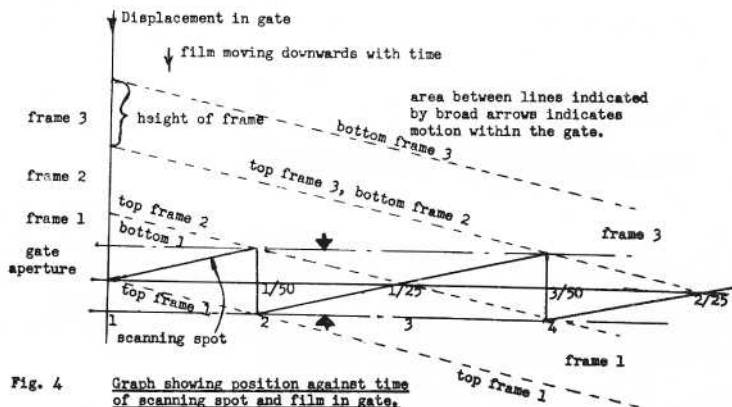 Displacement in gate
film moving downwards with time
area between lines indicated
by broad arrows indicates
motion within the gate.
frame 3
height of frame
bottom frame 3
frame 2
top frame 3, bottom frame 2
frame 1
top frame 2
bottom 1
frame 3
gate
aperture
1/50
1/25
3/50
2/25
top frame 1
1
2
3
4
scanning spot
frame 1
top frame 1
Fig. 4
Graph showing position against time
of scanning spot and film in gate.